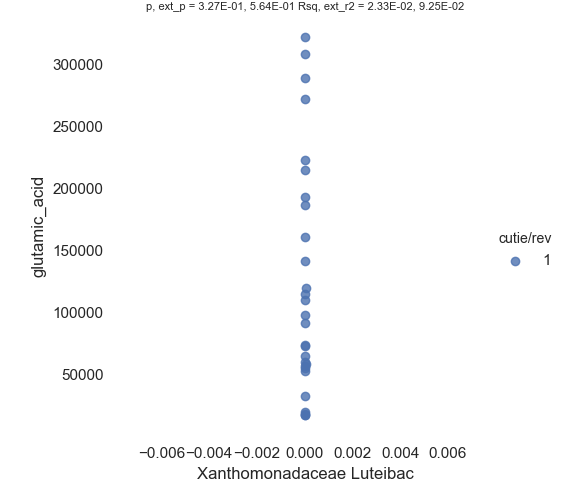 p, ext_p = 3.27E-01, 5.64E-01 Rsq, ext_r2 = 2.33E-02, 9.25E-02
300000
250000
200000
150000
100000
50000
glutamic_acid
cutie/rev
1
−0.006 −0.004 −0.002 0.000 0.002 0.004 0.006
Xanthomonadaceae Luteibac